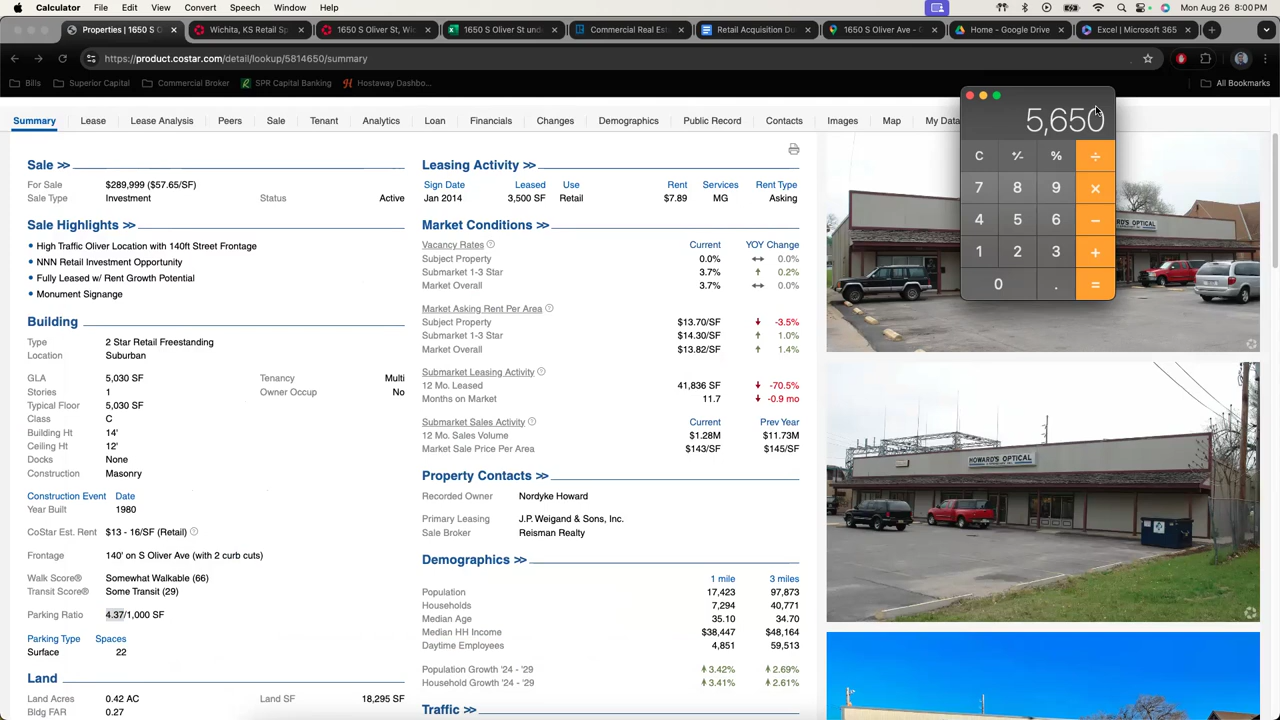 Calculator File Edit View Convert Speech Window Help Mon Aug 26 8:00 PM
Properties | 1650 S O Wichita, KS Retail Sp 1650 S Oliver St, Wic 1650 S Oliver St und Commercial Real Est Retail Acquisition Du 1650 S Oliver Ave - G Home - Google Drive Excel | Microsoft 365
https://product.costar.com/detail/lookup/5814650/summary
Bills Superior Capital Commercial Broker SPR Capital Banking Hostaway Dashbo... All Bookmarks
Summary Lease Lease Analysis Peers Sale Tenant Analytics Loan Financials Changes Demographics Public Record Contacts Images Map My Data
Sale >>
For Sale $289,999 ($57.65/SF)
Sale Type Investment Status Active
Sale Highlights >>
• High Traffic Oliver Location with 140ft Street Frontage
• NNN Retail Investment Opportunity
• Fully Leased w/ Rent Growth Potential
• Monument Signange
Building
Type 2 Star Retail Freestanding
Location Suburban
GLA 5,030 SF Tenancy Multi
Stories 1 Owner Occup No
Typical Floor 5,030 SF
Class C
Building Ht 14'
Ceiling Ht 12'
Docks None
Construction Masonry
Construction Event Date
Year Built 1980
CoStar Est. Rent $13 - 16/SF (Retail)
Frontage 140' on S Oliver Ave (with 2 curb cuts)
Walk Score® Somewhat Walkable (66)
Transit Score® Some Transit (29)
Parking Ratio 4.37/1,000 SF
Parking Type Spaces
Surface 22
Land
Land Acres 0.42 AC Land SF 18,295 SF
Bldg FAR 0.27
Leasing Activity >>
Sign Date Leased Use Rent Services Rent Type
Jan 2014 3,500 SF Retail $7.89 MG Asking
Market Conditions >>
Vacancy Rates Current YOY Change
Subject Property 0.0% 0.0%
Submarket 1-3 Star 3.7% 0.2%
Market Overall 3.7% 0.0%
Market Asking Rent Per Area
Subject Property $13.70/SF -3.5%
Submarket 1-3 Star $14.30/SF 1.0%
Market Overall $13.82/SF 1.4%
Submarket Leasing Activity
12 Mo. Leased 41,836 SF -70.5%
Months on Market 11.7 -0.9 mo
Submarket Sales Activity Current Prev Year
12 Mo. Sales Volume $1.28M $11.73M
Market Sale Price Per Area $143/SF $145/SF
Property Contacts >>
Recorded Owner Nordyke Howard
Primary Leasing J.P. Weigand & Sons, Inc.
Sale Broker Reisman Realty
Demographics >>
1 mile 3 miles
Population 17,423 97,873
Households 7,294 40,771
Median Age 35.10 34.70
Median HH Income $38,447 $48,164
Daytime Employees 4,851 59,513
Population Growth '24 - '29 3.42% 2.69%
Household Growth '24 - '29 3.41% 2.61%
Traffic >>
5,650
C +/- % ÷
7 8 9 ×
4 5 6 −
1 2 3 +
0 . =
HOWARD'S OPTICAL